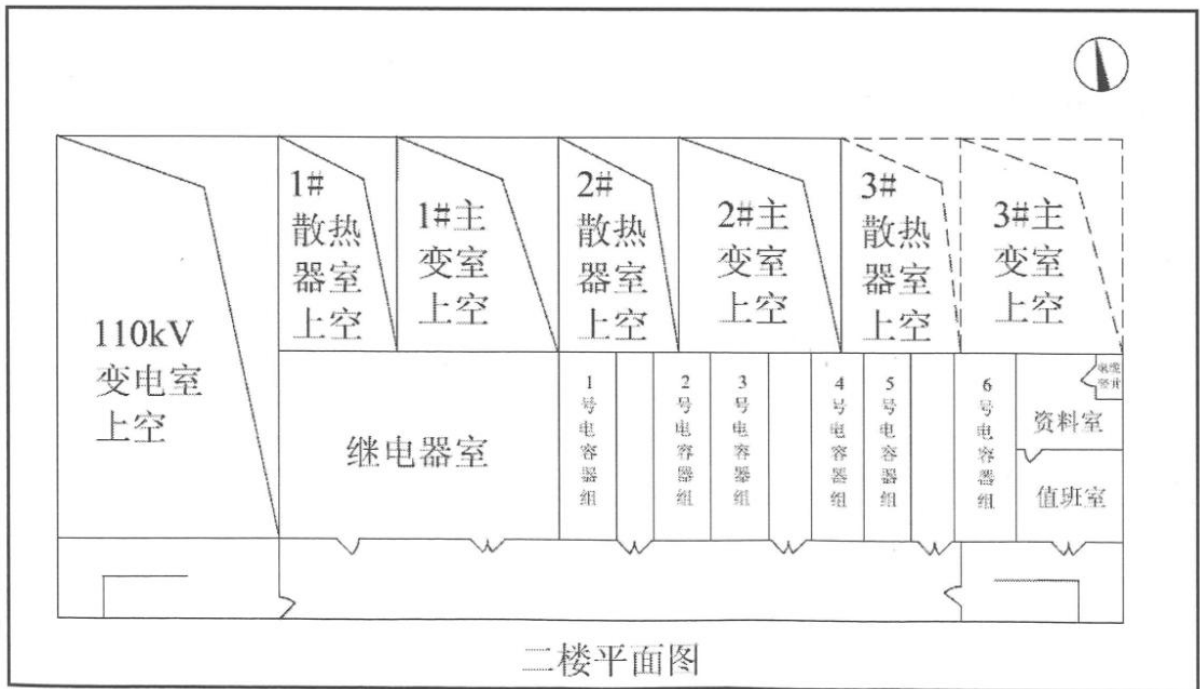 1#
散热
器室
上空
1#主
变室
上空
2#
散热
器室
上空
2#主
变室
上空
3#
散热
器室
上空
3#主
变室
上空
110kV
变电室
上空
继电器室
1号电容器组
2号电容器组
3号电容器组
4号电容器组
5号电容器组
6号电容器组
电缆
竖井
资料室
值班室
二楼平面图